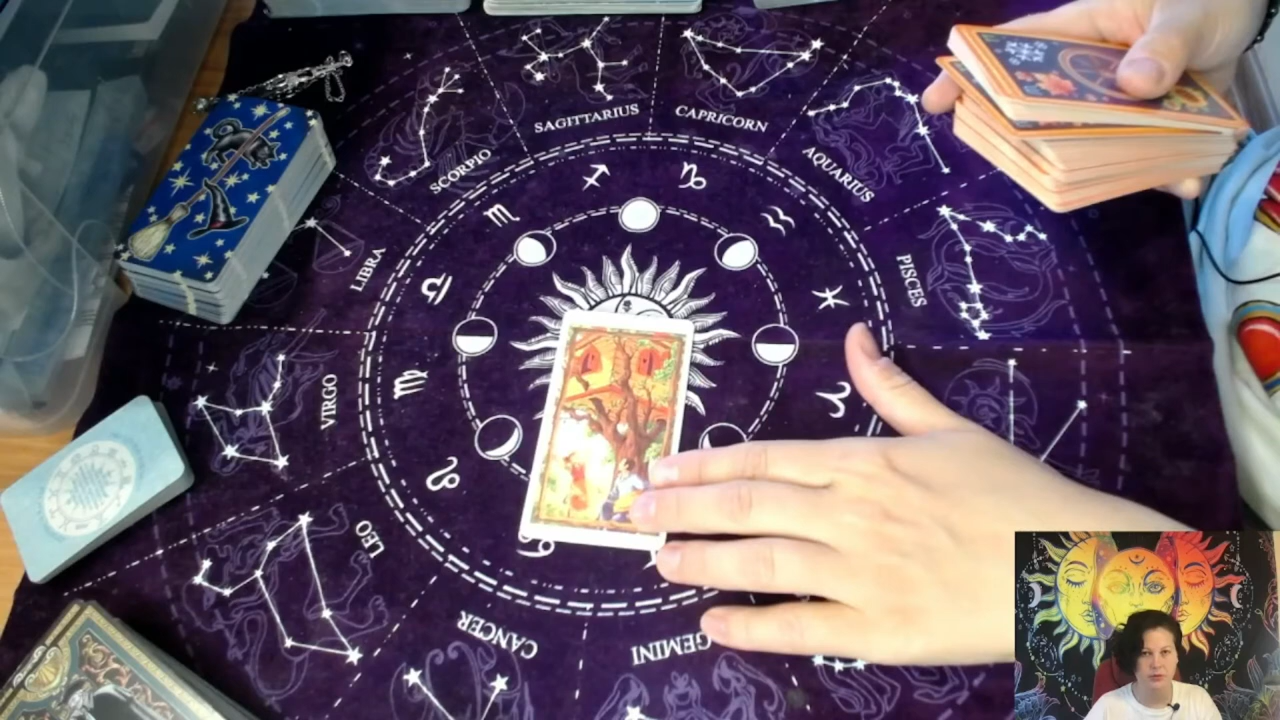 SAGITTARIUS
CAPRICORN
SCORPIO
AQUARIUS
LIBRA
PISCES
VIRGO
LEO
CANCER
GEMINI